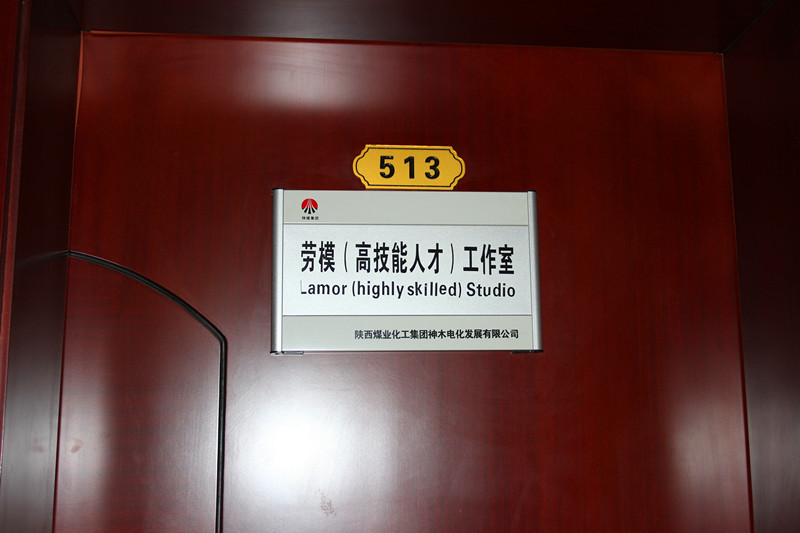 513
劳模（高技能人才）工作室
Lamor (highly skilled) Studio
陕西煤业化工集团神木电化发展有限公司